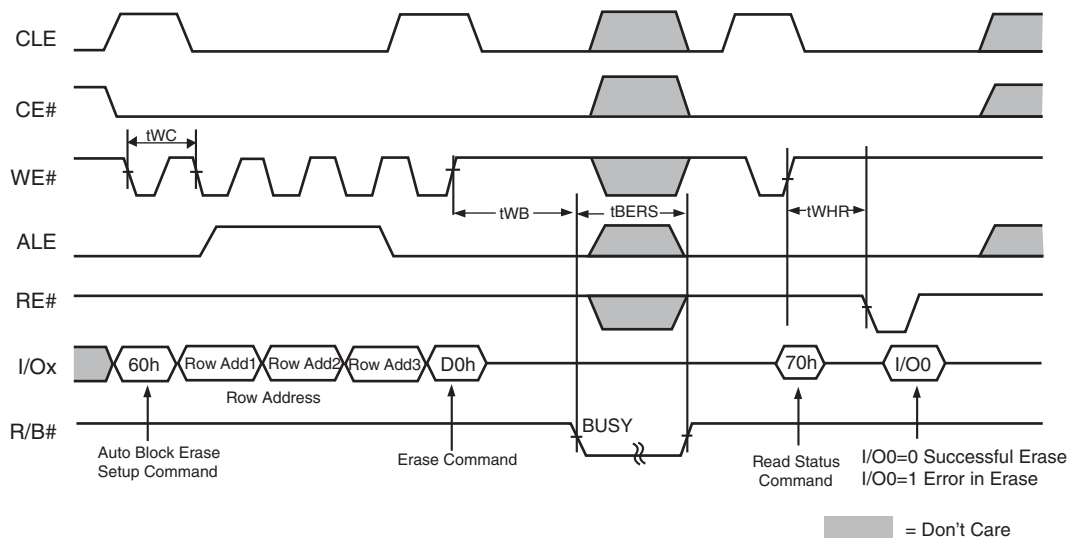 CLE
CE#
tWC
WE#
tWB
tBERS
tWHR
ALE
RE#
I/Ox
60h
Row Add1
Row Add2
Row Add3
D0h
70h
I/O0
Row Address
R/B#
BUSY
Auto Block Erase
Setup Command
Erase Command
Read Status
Command
I/O0=0 Successful Erase
I/O0=1 Error in Erase
= Don't Care